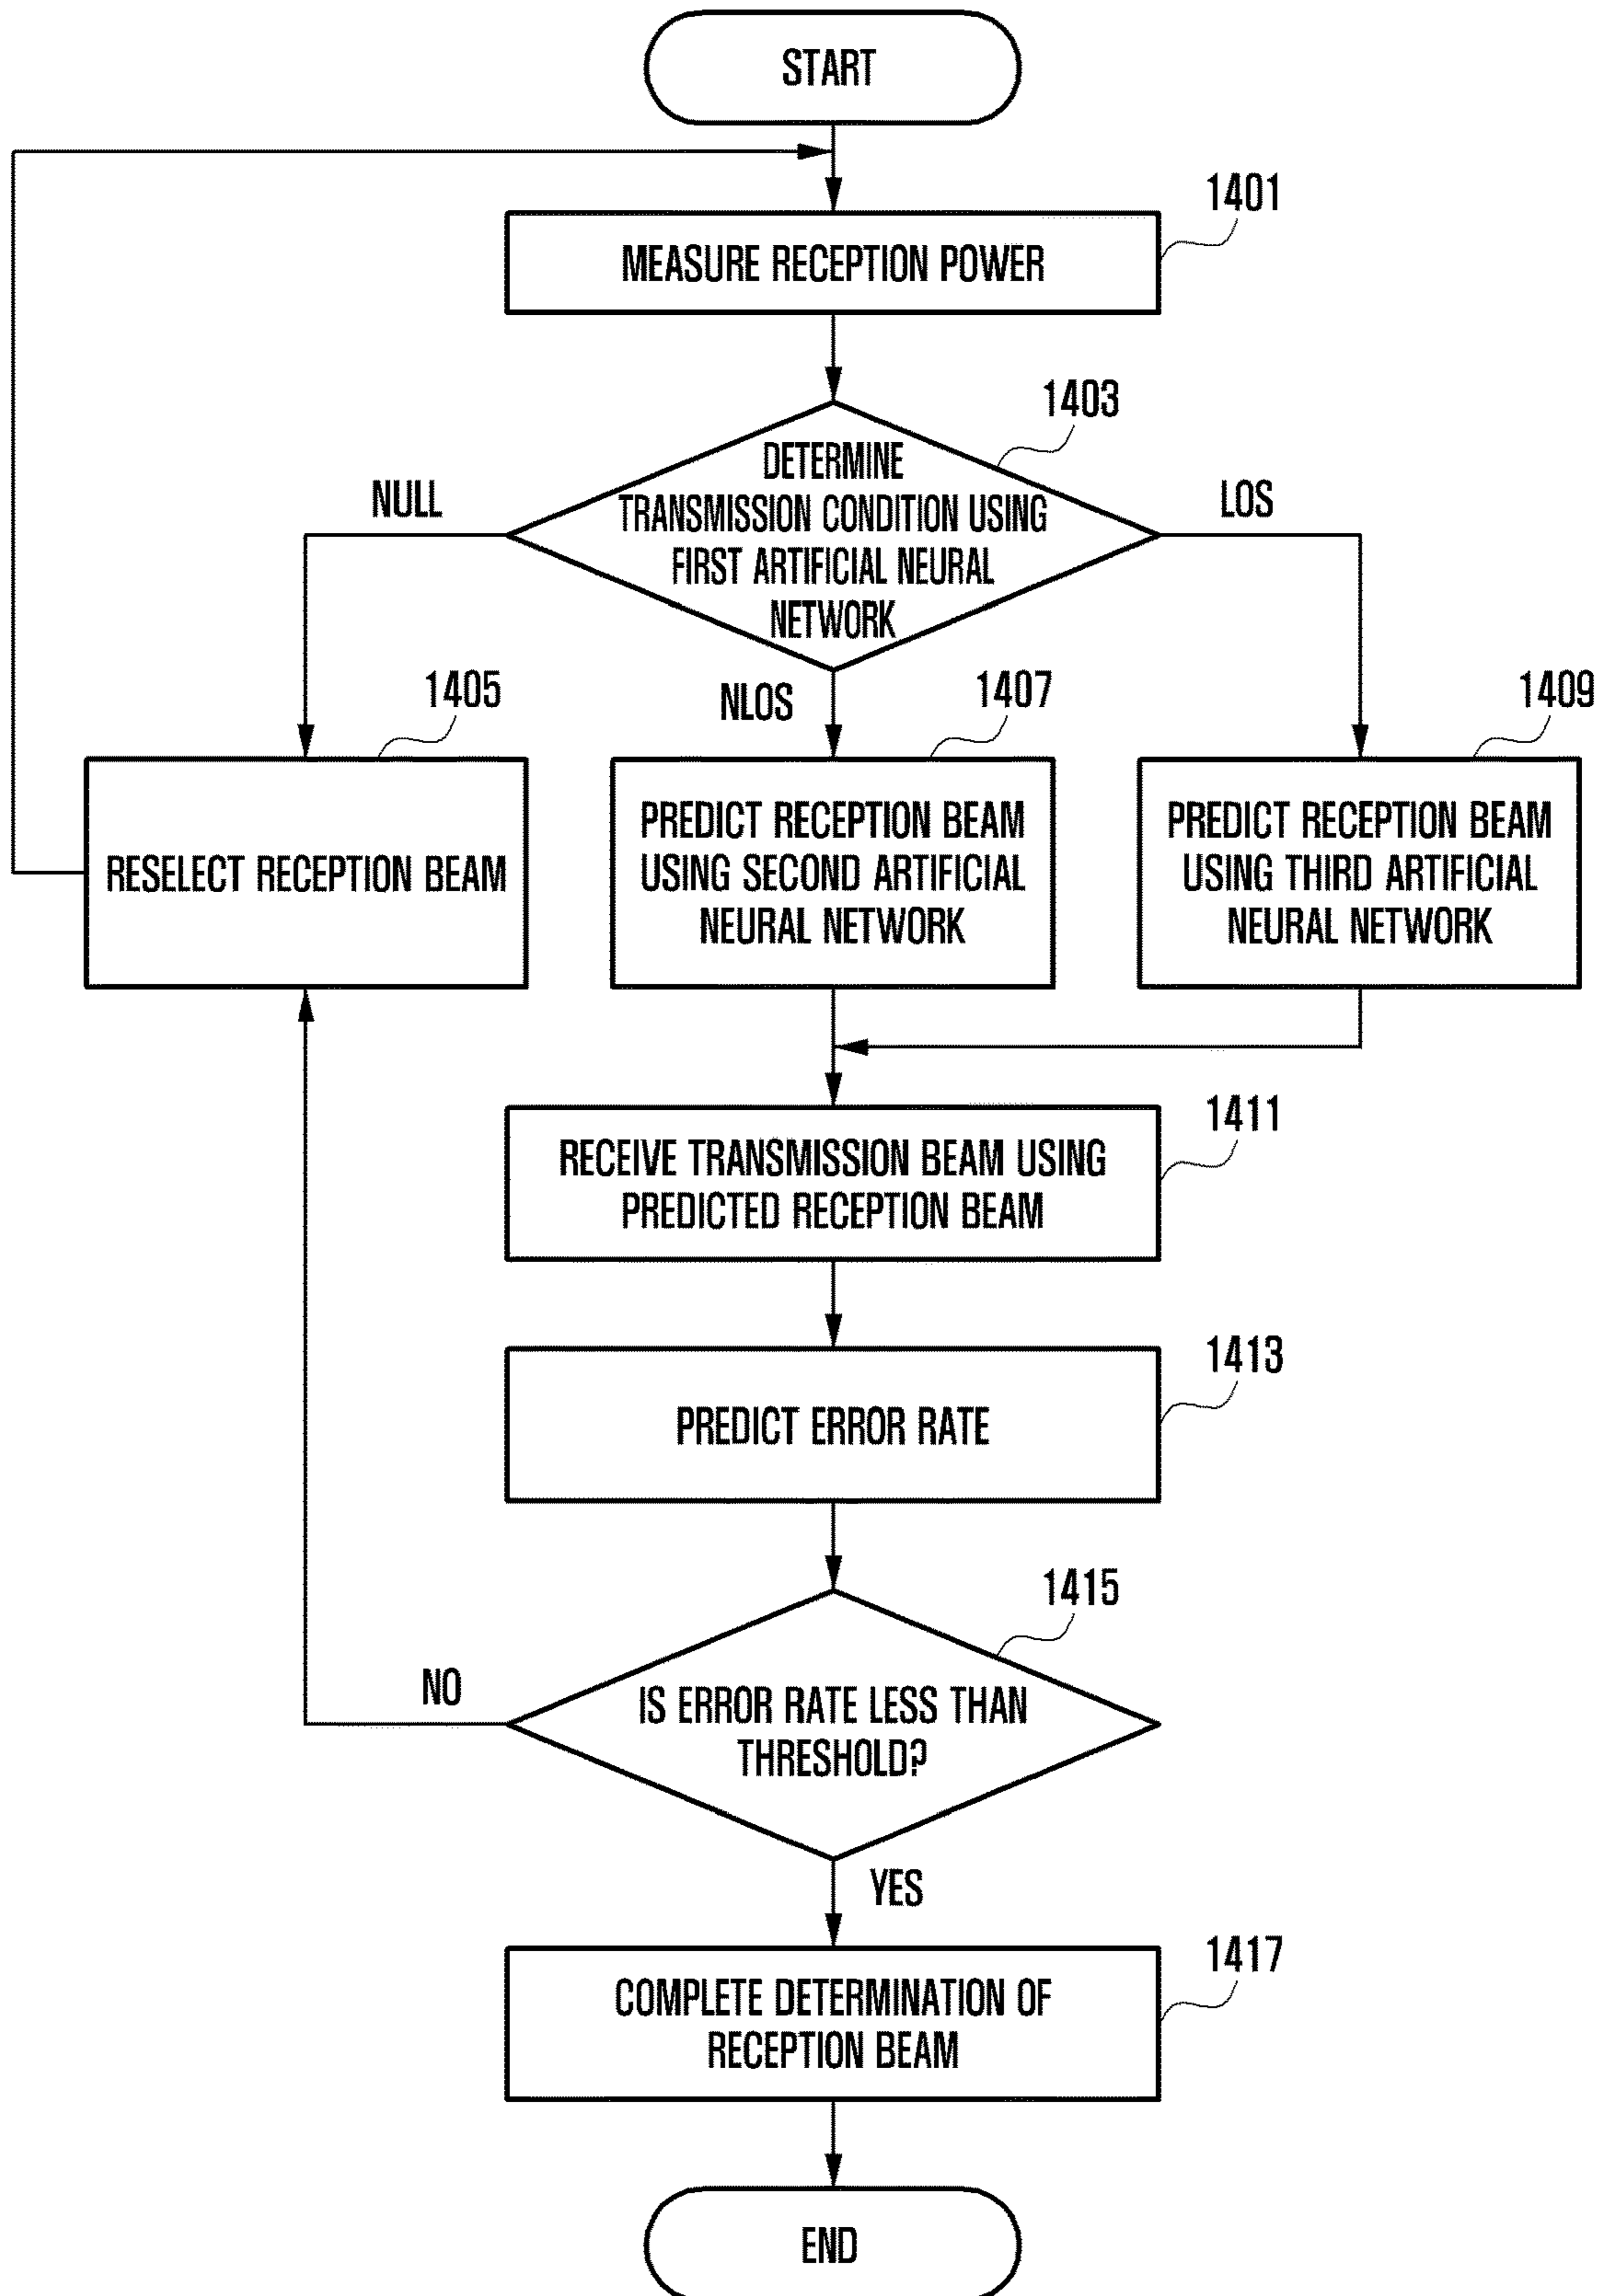 START
1401
MEASURE RECEPTION POWER
1403
DETERMINE
TRANSMISSION CONDITION USING
FIRST ARTIFICIAL NEURAL
NETWORK
NULL
LOS
NLOS
1405
RESELECT RECEPTION BEAM
1407
PREDICT RECEPTION BEAM
USING SECOND ARTIFICIAL
NEURAL NETWORK
1409
PREDICT RECEPTION BEAM
USING THIRD ARTIFICIAL
NEURAL NETWORK
1411
RECEIVE TRANSMISSION BEAM USING
PREDICTED RECEPTION BEAM
1413
PREDICT ERROR RATE
1415
IS ERROR RATE LESS THAN
THRESHOLD?
NO
YES
1417
COMPLETE DETERMINATION OF
RECEPTION BEAM
END